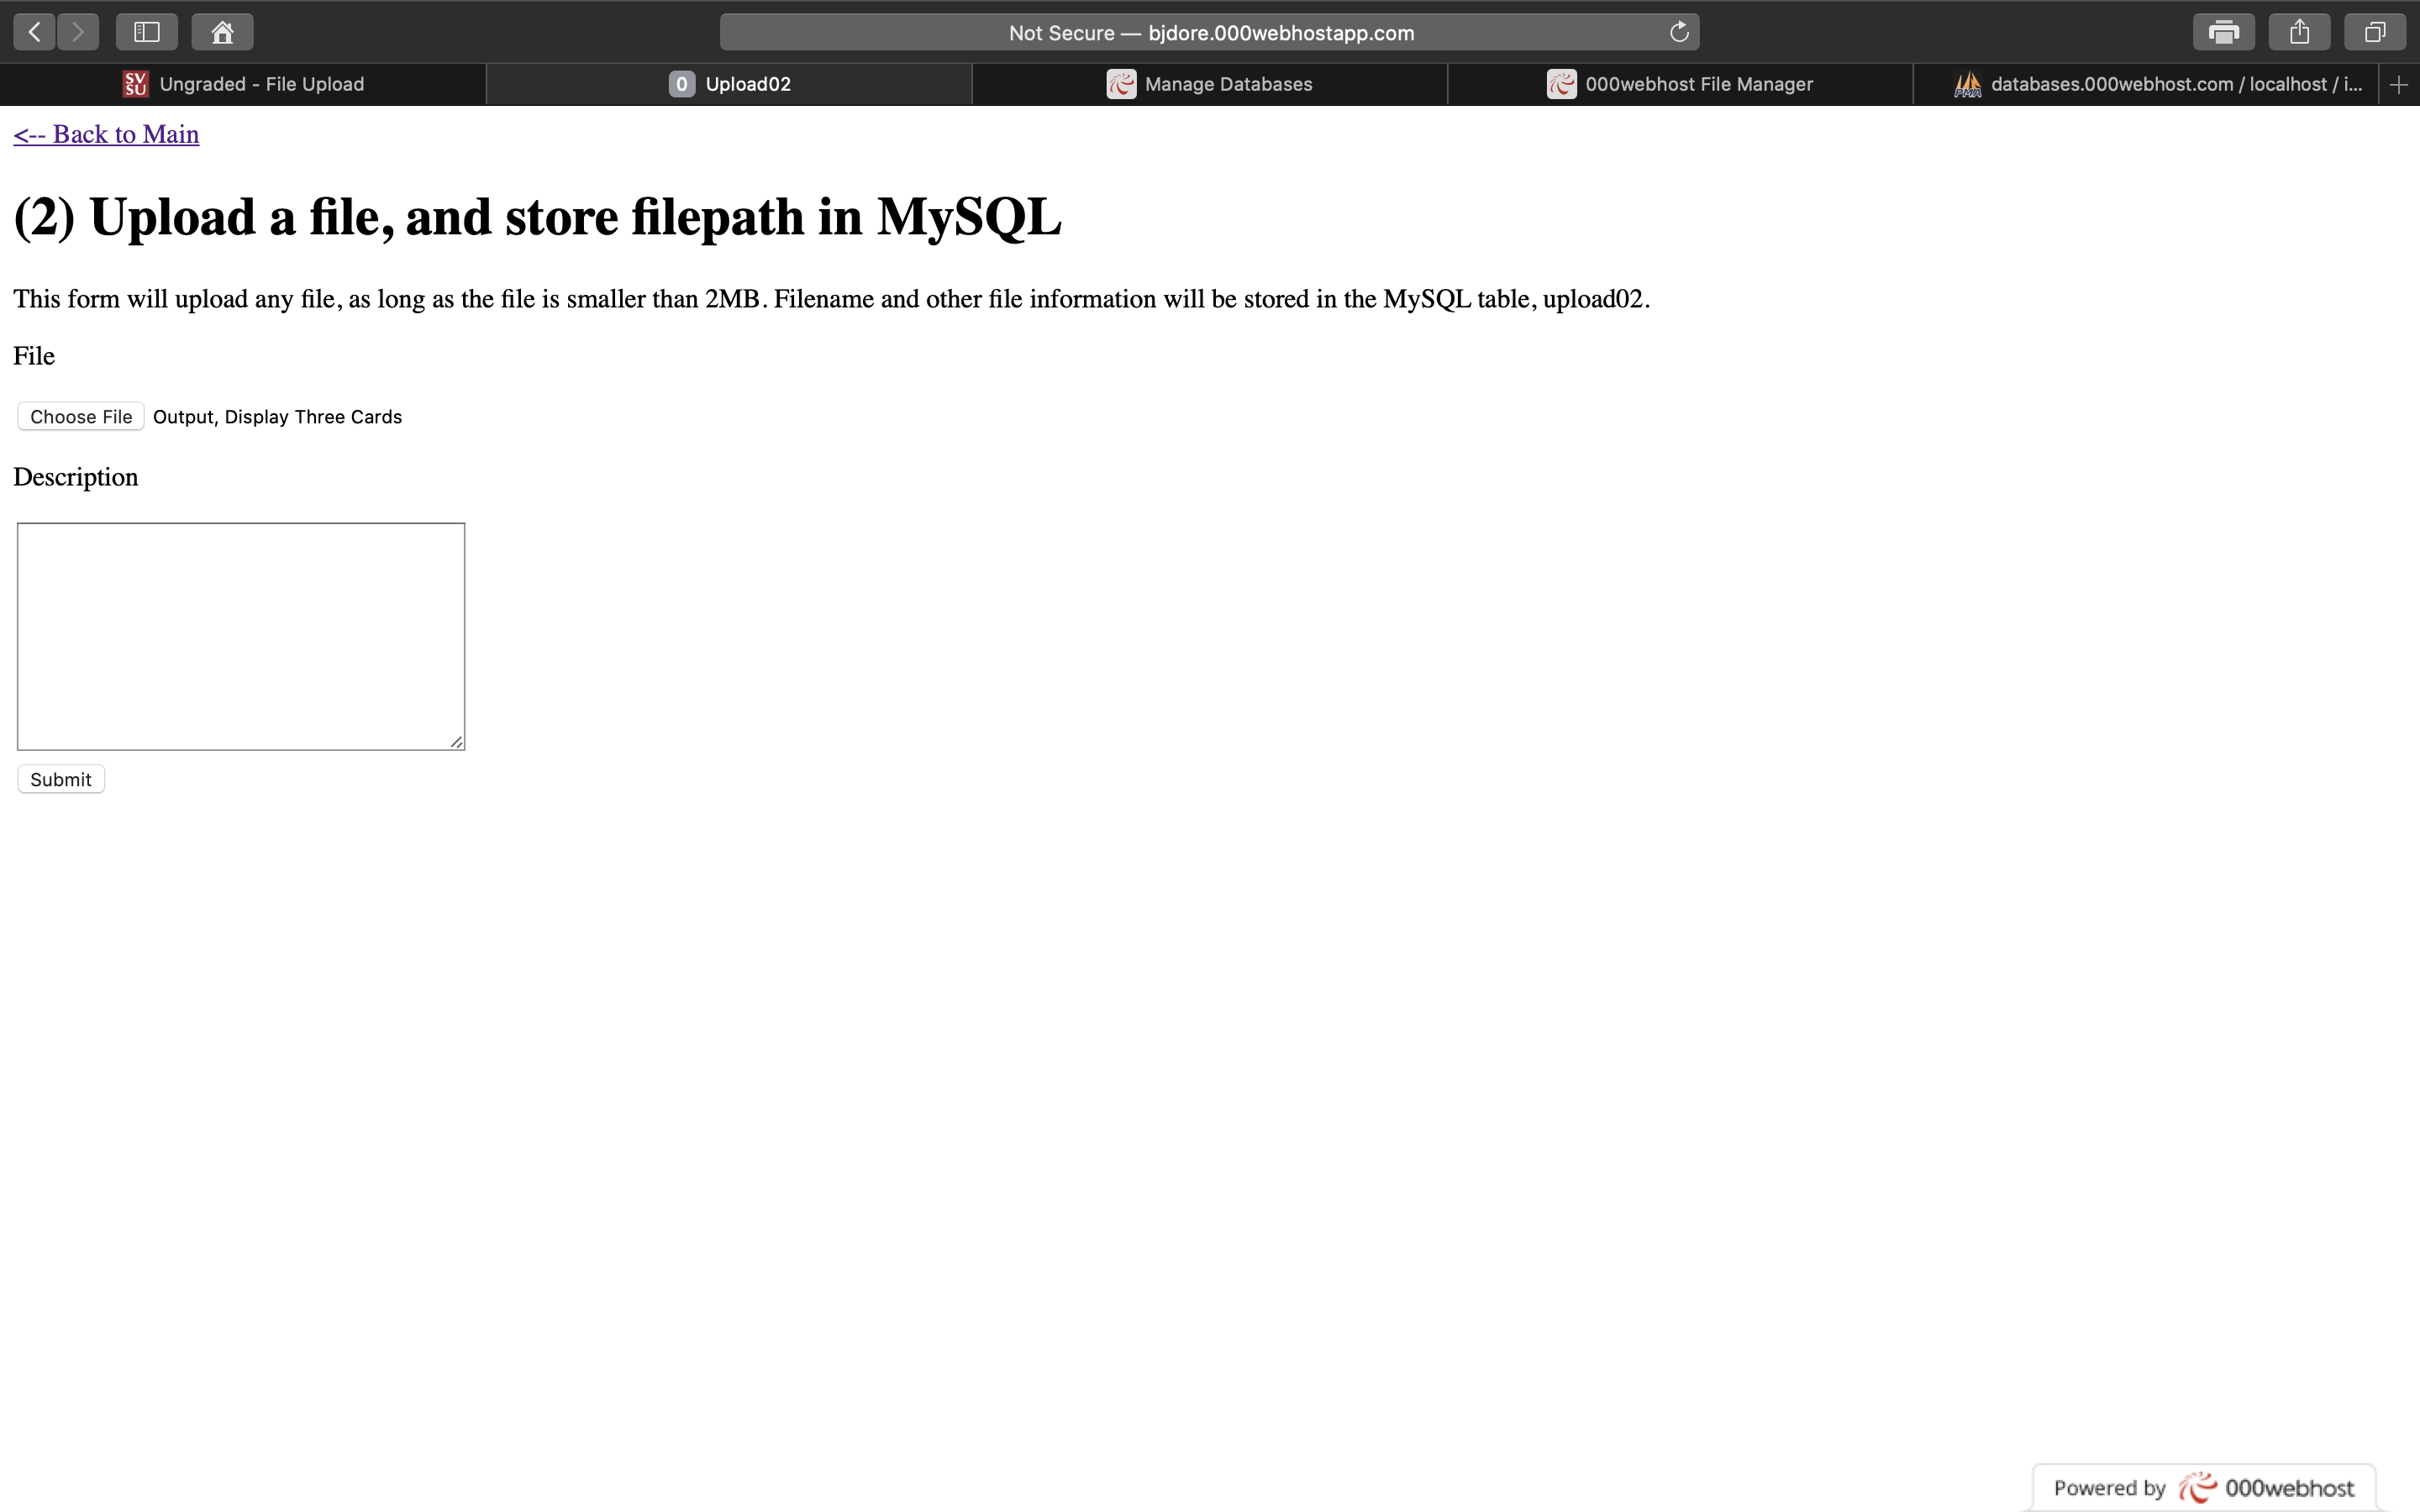 Not Secure — bjdore.000webhostapp.com
SV
SU
Ungraded - File Upload
0 Upload02
Manage Databases
000webhost File Manager
PMA
databases.000webhost.com / localhost / i...
<-- Back to Main
(2) Upload a file, and store filepath in MySQL
This form will upload any file, as long as the file is smaller than 2MB. Filename and other file information will be stored in the MySQL table, upload02.
File
Choose File Output, Display Three Cards
Description
Submit
Powered by 000webhost